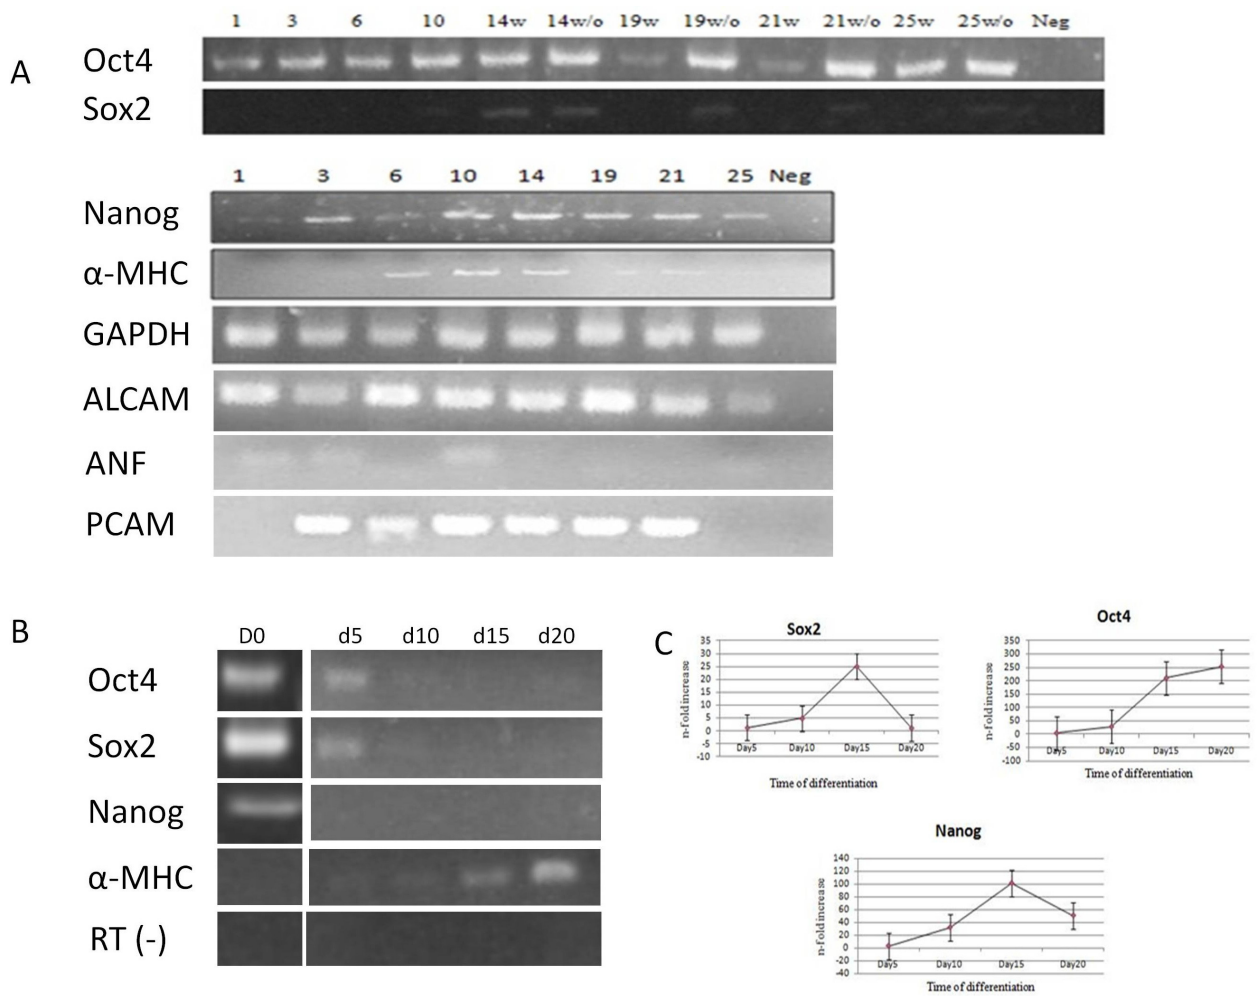 A
1 3 6 10 14w 14w/o 19w 19w/o 21w 21w/o 25w 25w/o Neg
Oct4
Sox2
1 3 6 10 14 19 21 25 Neg
Nanog
α-MHC
GAPDH
ALCAM
ANF
PCAM
B
D0 d5 d10 d15 d20
Oct4
Sox2
Nanog
α-MHC
RT (-)
C
Sox2
n-fold increase
35
30
25
20
15
10
5
0
-5
-10
Day5 Day10 Day15 Day20
Time of differentiation
Oct4
n-fold increase
350
300
250
200
150
100
50
0
-50
-100
Day5 Day10 Day15 Day20
Time of differentiation
Nanog
n-fold increase
140
120
100
80
60
40
20
0
-20
-40
Day5 Day10 Day15 Day20
Time of differentiation